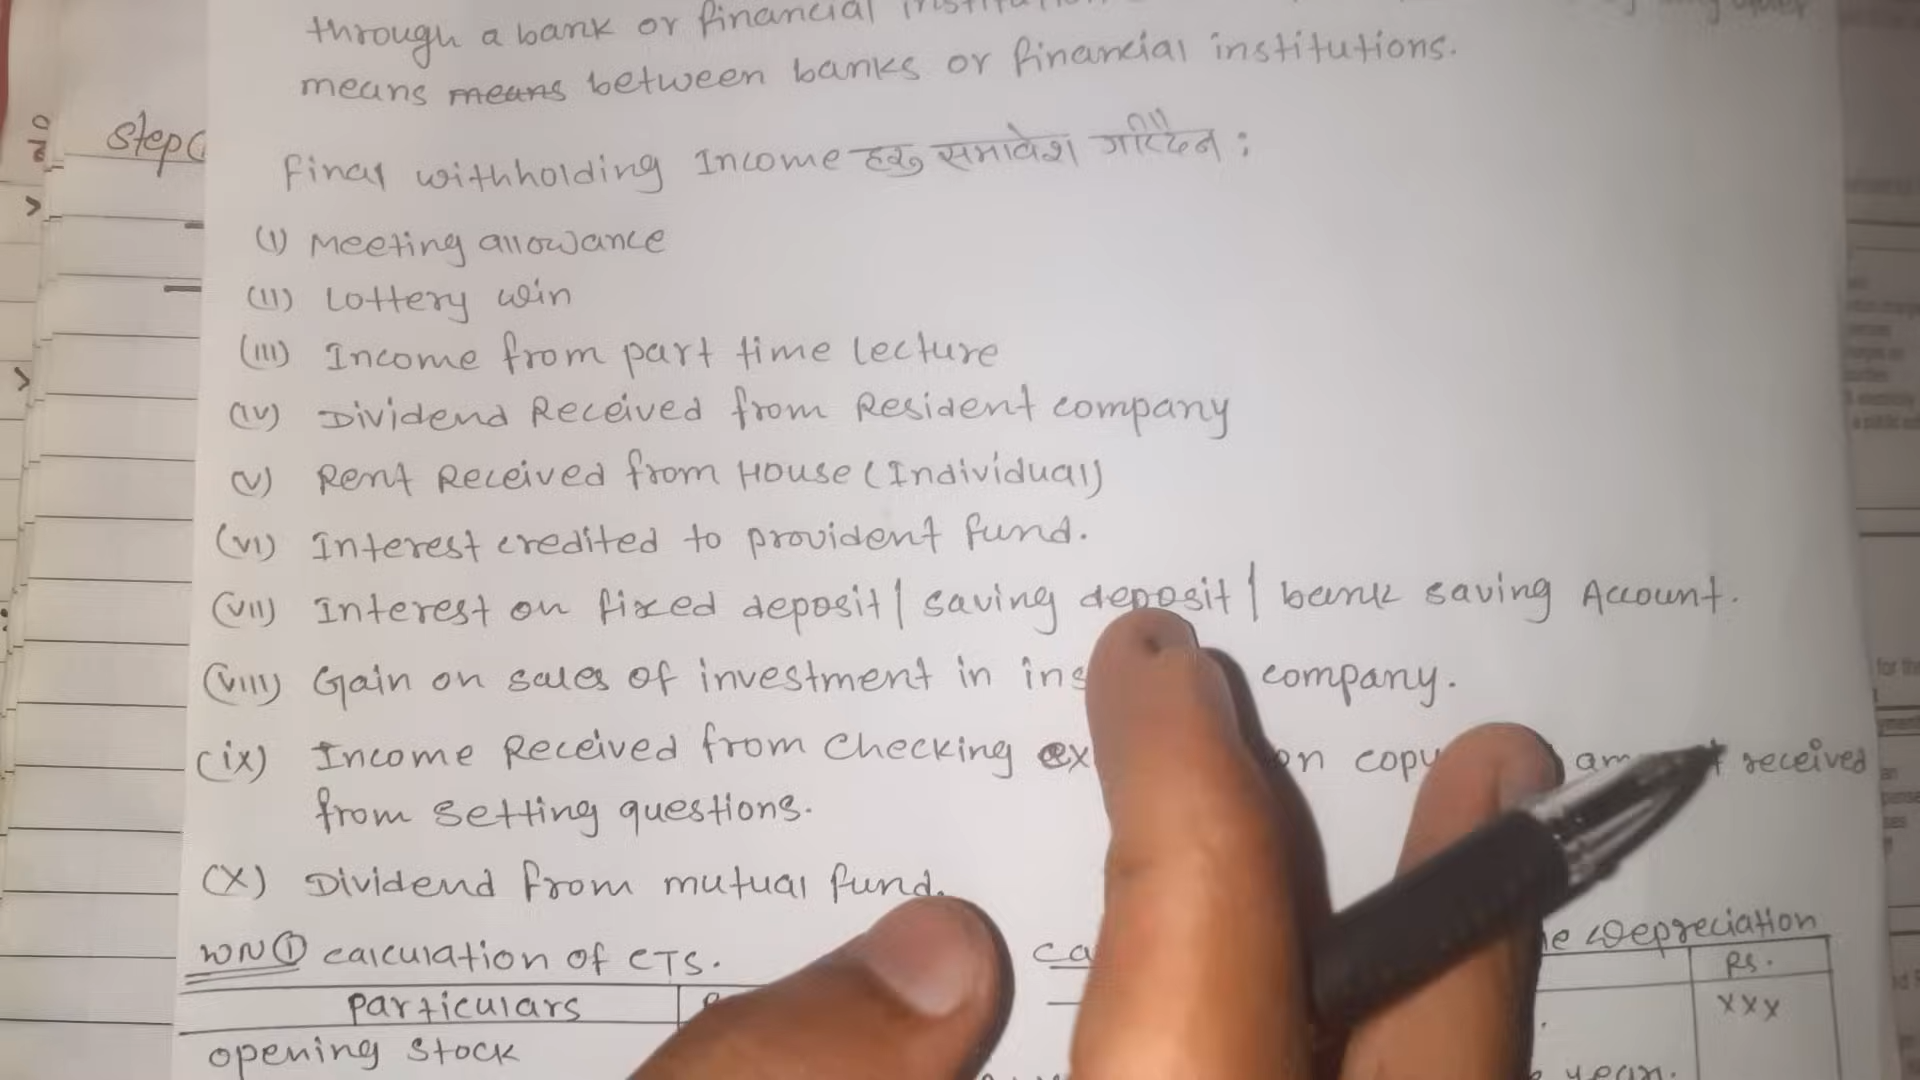 through a bank or financial
means means between banks or financial institutions.
step(
Final withholding Income हरु समावेश गरिदैन :
(I) Meeting allowance
(II) Lottery win
(III) Income from part time lecture
(IV) Dividend Received from Resident company
(V) Rent Received from House (Individual)
(VI) Interest credited to provident fund.
(VII) Interest on fixed deposit | saving deposit | bank saving Account.
(VIII) Gain on sales of investment in company.
(ix) Income Received from checking copy received
from setting questions.
(X) Dividend from mutual fund.
WN① calculation of CTS.
Depreciation
particulars
Rs.
xxx
opening stock
year.